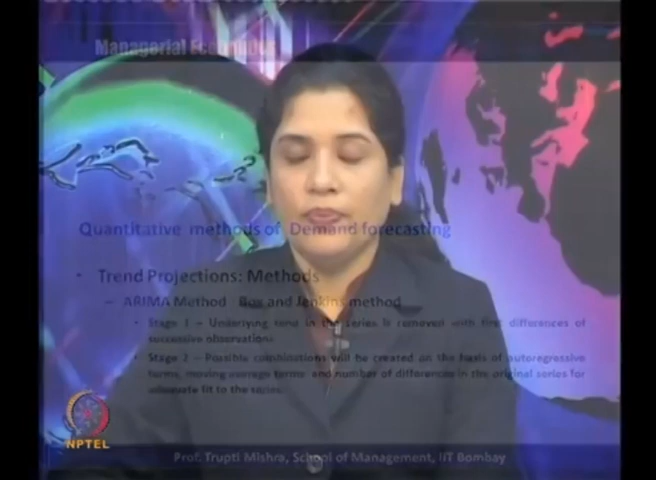 Managerial Economics
Quantitative methods of Demand forecasting
• Trend Projections: Methods
– ARIMA Method Box and Jenkins method
• Stage 1 – Underlying tend in the series is removed with first differences of
successive observations
• Stage 2 – Possible combinations will be created on the basis of autoregressive
terms, moving average terms and number of differences in the original series for
adequate fit to the series.
NPTEL
Prof. Trupti Mishra, School of Management, IIT Bombay